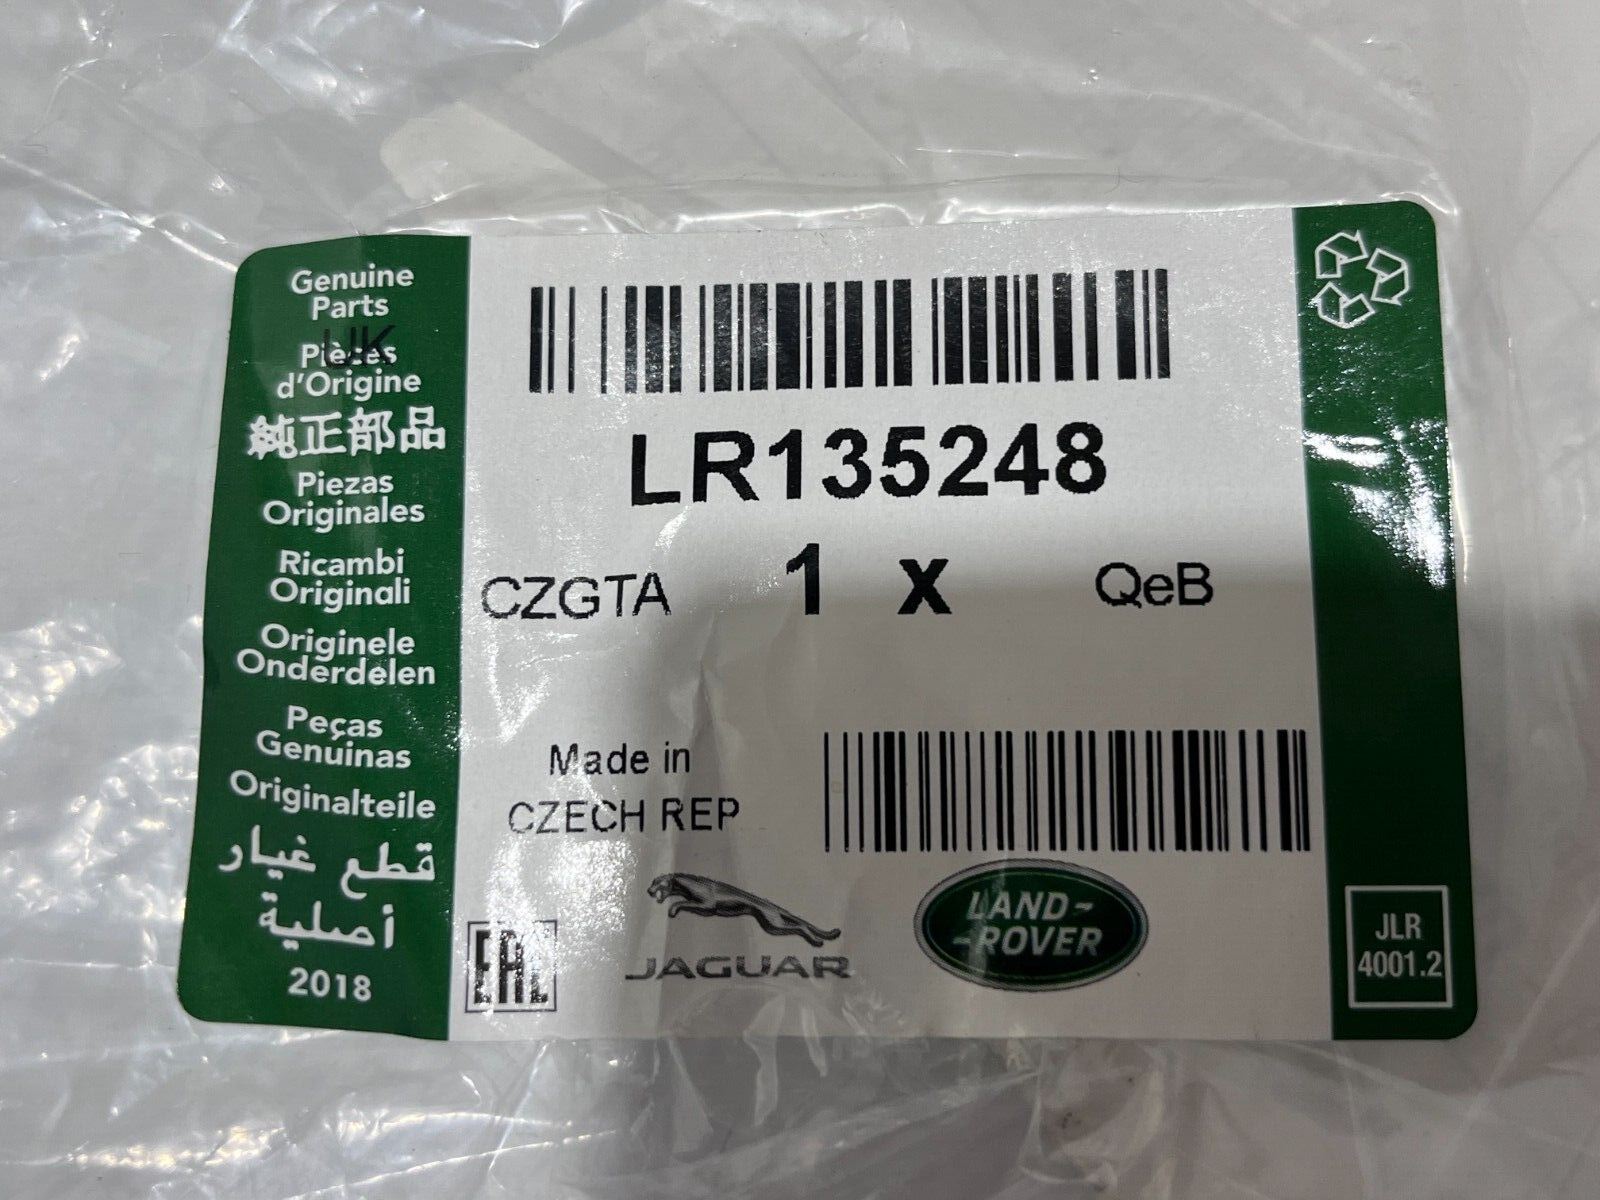 Genuine
Parts
UK
Pièces
d'Origine
純正部品
Piezas
Originales
Ricambi
Originali
Originele
Onderdelen
Peças
Genuinas
Originalteile
قطع غيار
أصلية
2018
LR135248
CZGTA 1 x QeB
Made in
CZECH REP
EAC
JAGUAR
LAND-
-ROVER
JLR
4001.2